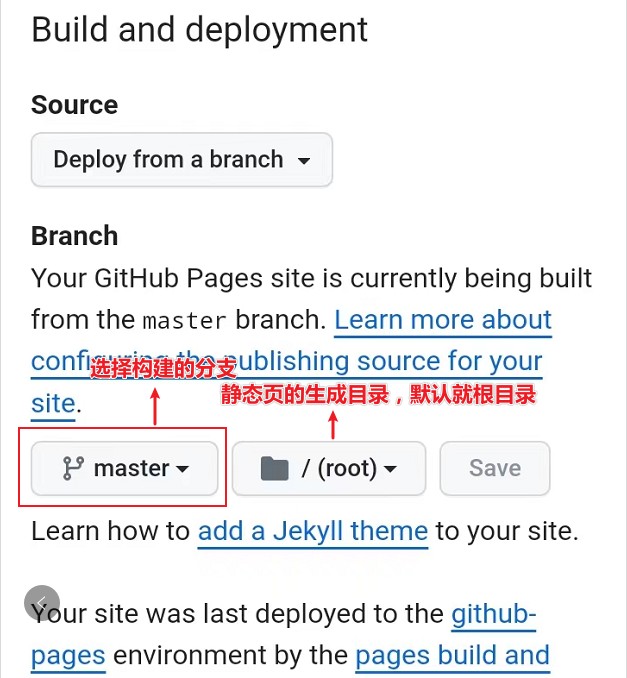 Build and deployment
Source
Deploy from a branch
Branch
Your GitHub Pages site is currently being built
from the master branch. Learn more about
configuring the publishing source for your
选择构建的分支
静态页的生成目录，默认就根目录
site.
master
/ (root)
Save
Learn how to add a Jekyll theme to your site.
Your site was last deployed to the github-
pages environment by the pages build and